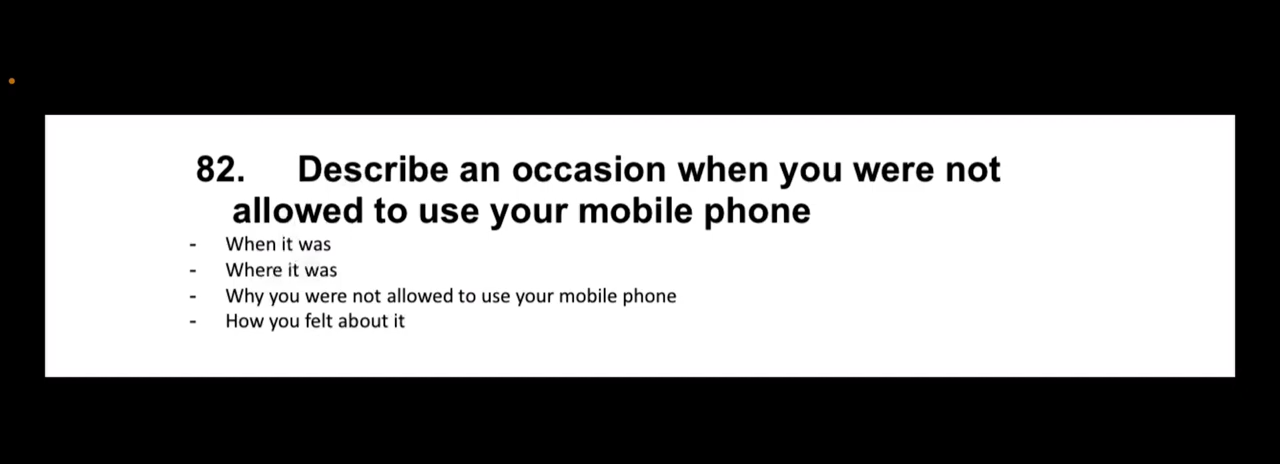 82. Describe an occasion when you were not
allowed to use your mobile phone
- When it was
- Where it was
- Why you were not allowed to use your mobile phone
- How you felt about it